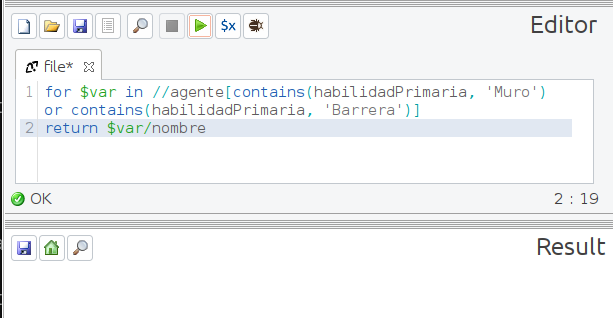 Editor
$x
file*
1 for $var in //agente[contains(habilidadPrimaria, 'Muro')
or contains(habilidadPrimaria, 'Barrera')]
2 return $var/nombre
OK 2 : 19
Result